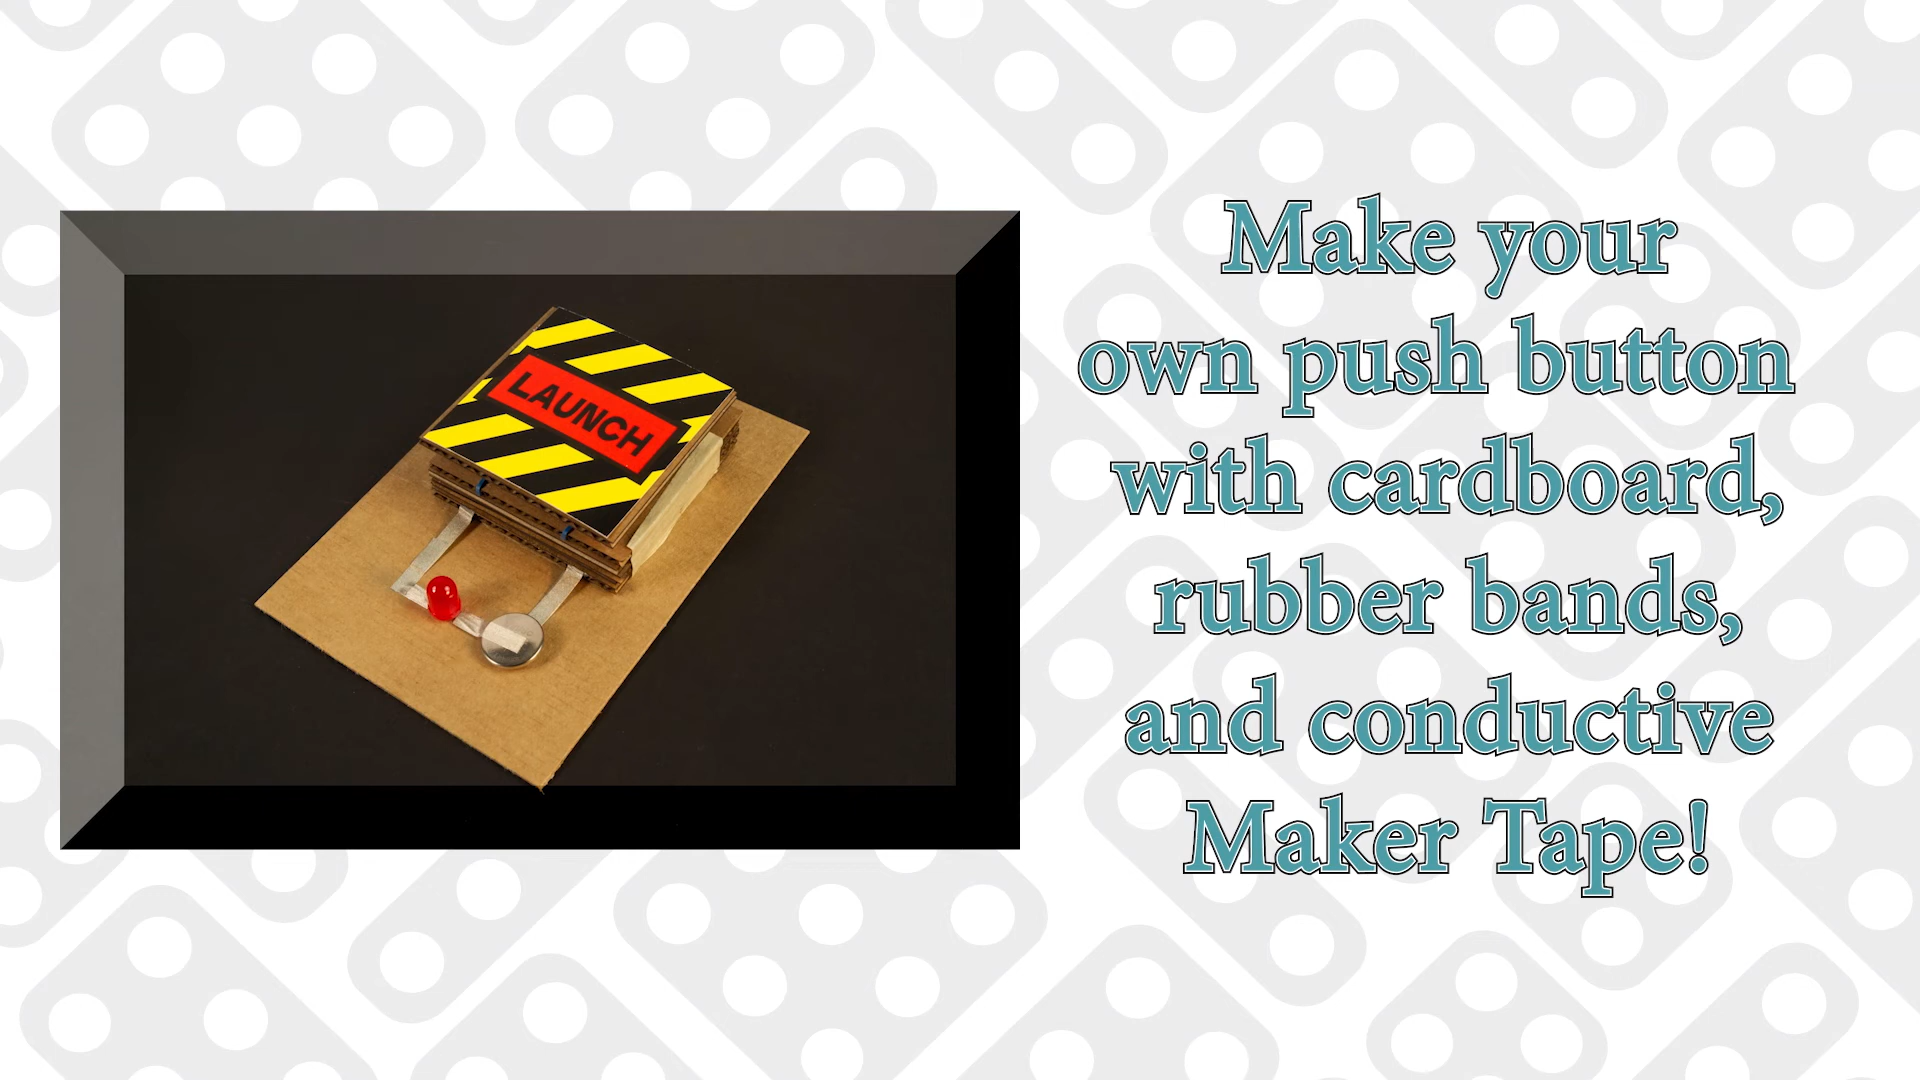 LAUNCH
Make your
own push button
with cardboard,
rubber bands,
and conductive
Maker Tape!